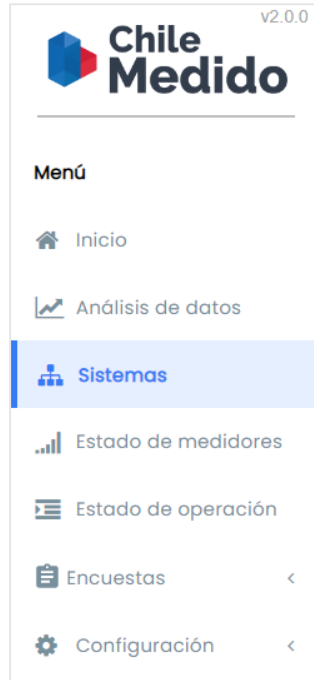 v2.0.0
Chile
Medido
Menú
Inicio
Análisis de datos
Sistemas
Estado de medidores
Estado de operación
Encuestas
Configuración